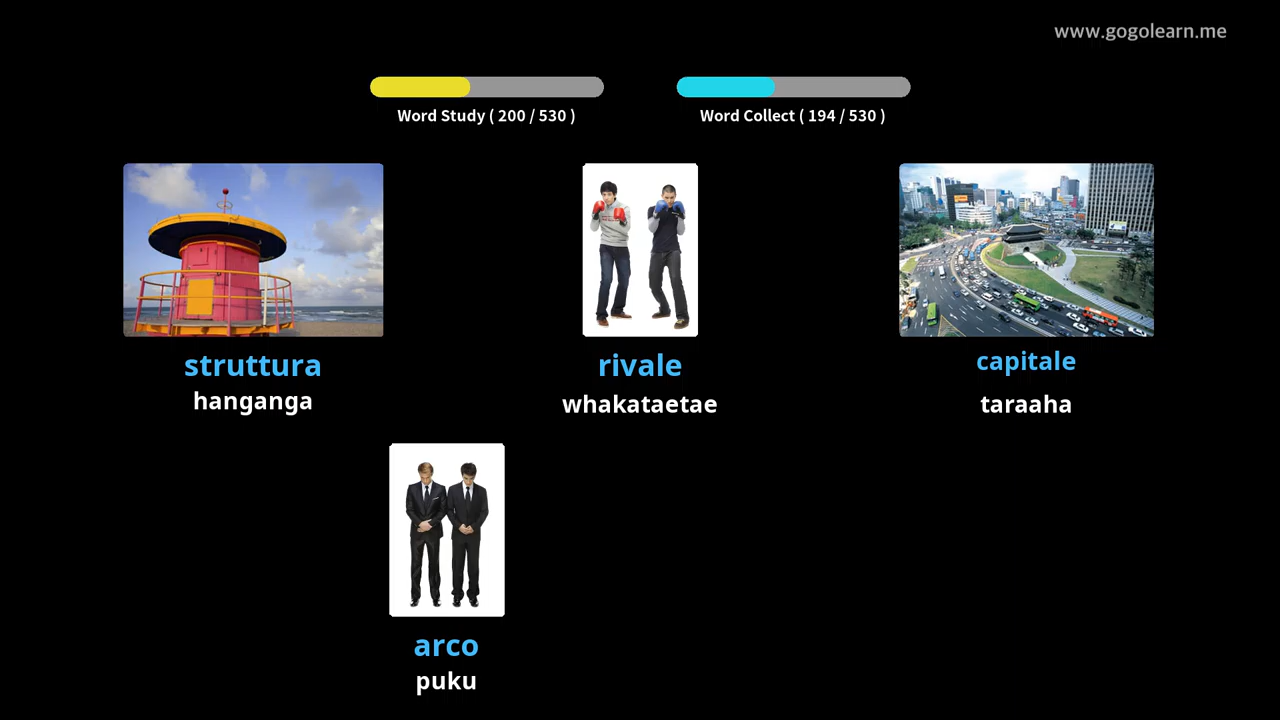 www.gogolearn.me
Word Study ( 200 / 530 )
Word Collect ( 194 / 530 )
struttura
hanganga
rivale
whakataetae
capitale
taraaha
arco
puku